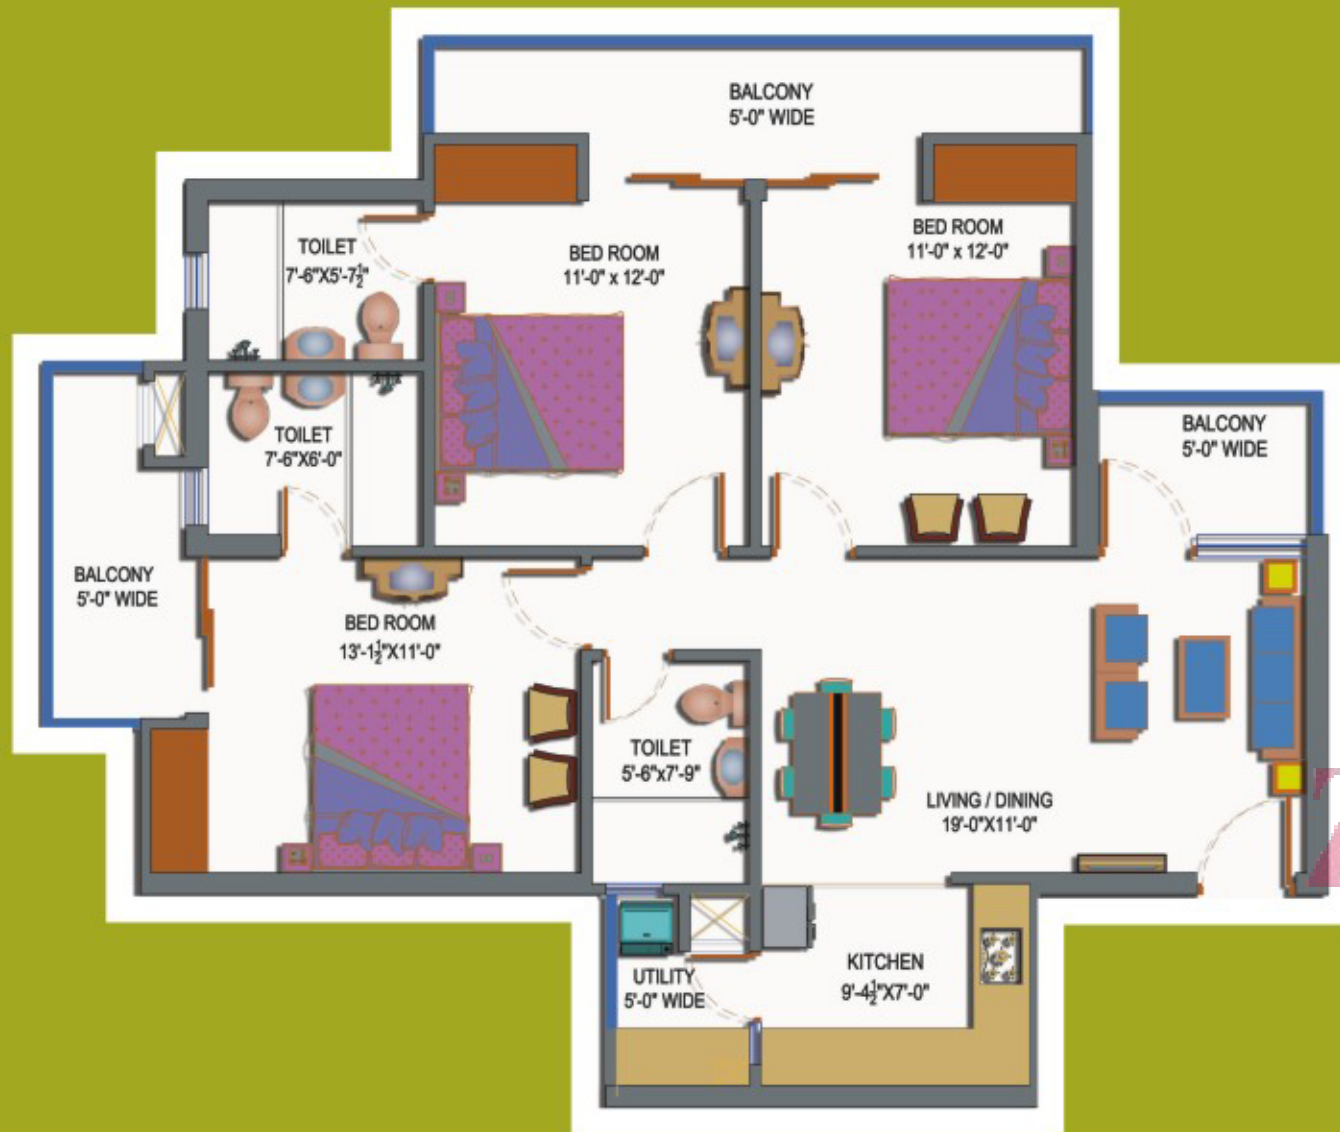 BALCONY
5'-0" WIDE
BED ROOM
11'-0" x 12'-0"
TOILET
7'-6"X5'-7½"
BED ROOM
11'-0" x 12'-0"
TOILET
7'-6"X6'-0"
BALCONY
5'-0" WIDE
BALCONY
5'-0" WIDE
BED ROOM
13'-1½"X11'-0"
TOILET
5'-6"x7'-9"
LIVING / DINING
19'-0"X11'-0"
UTILITY
5'-0" WIDE
KITCHEN
9'-4½"X7'-0"